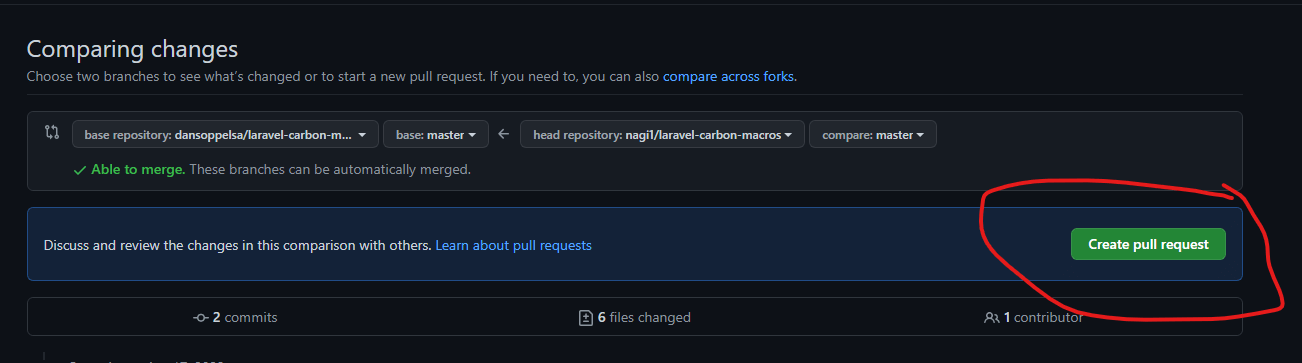 Comparing changes
Choose two branches to see what's changed or to start a new pull request. If you need to, you can also compare across forks.
base repository: dansoppelsa/laravel-carbon-m... base: master head repository: nagi1/laravel-carbon-macros compare: master
Able to merge. These branches can be automatically merged.
Discuss and review the changes in this comparison with others. Learn about pull requests Create pull request
2 commits 6 files changed 1 contributor